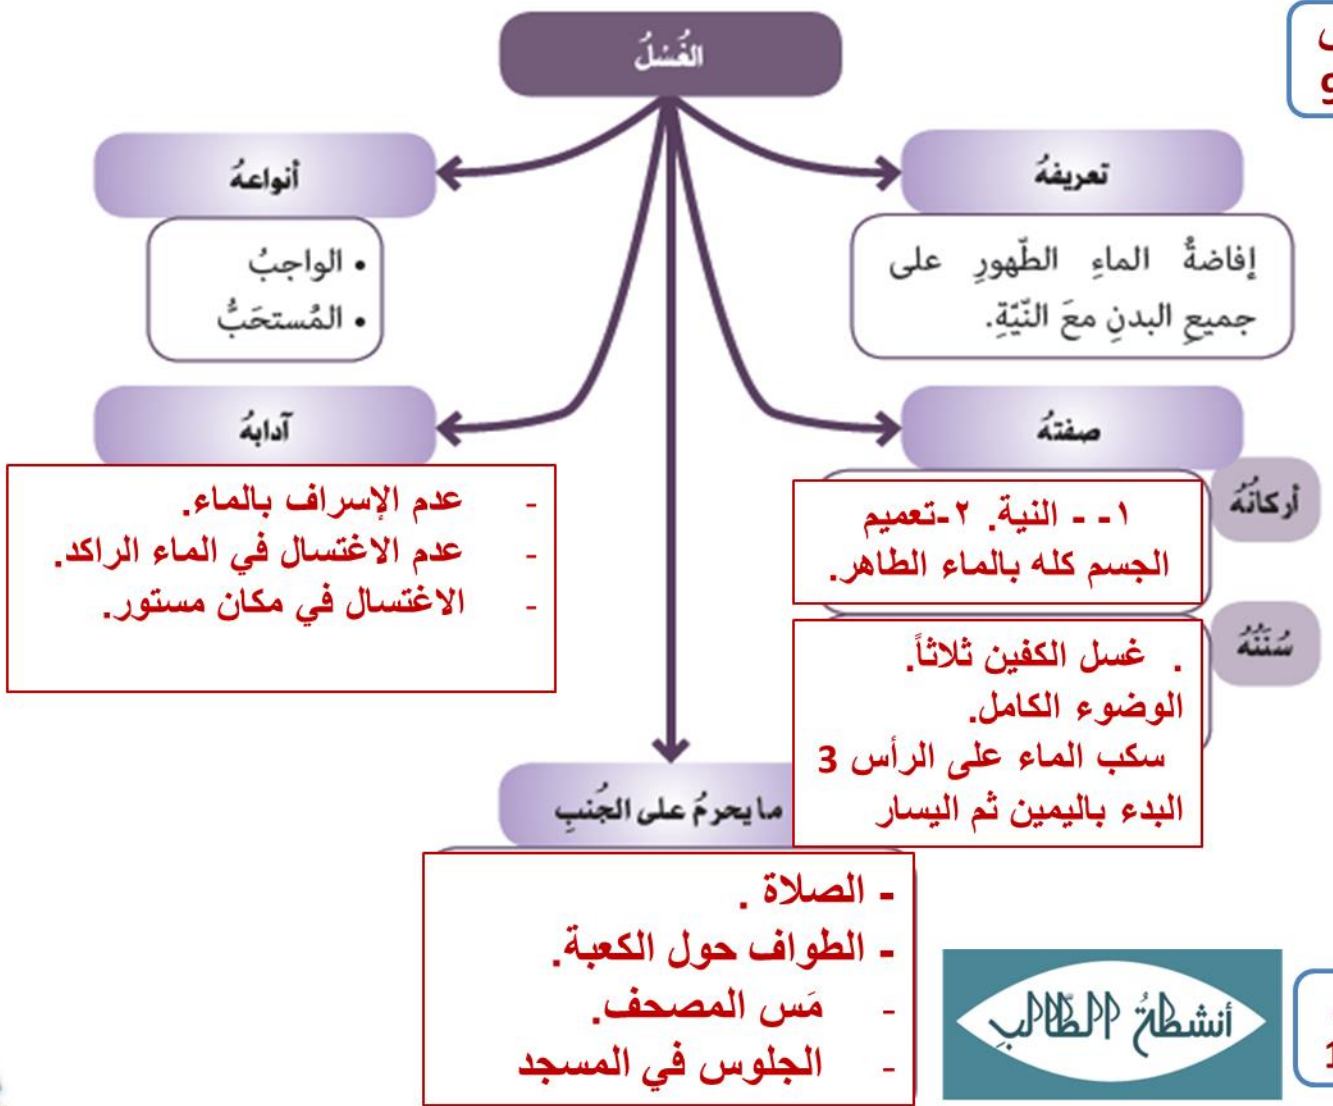 الغُسْلُ
تعريفهُ
إفاضةُ الماءِ الطّهورِ على
جميعِ البدنِ معَ النّيّةِ.
أنواعهُ
• الواجبُ
• المُستحَبُّ
صفتهُ
أركانُهُ
١- - النية. ٢-تعميم
الجسم كله بالماء الطاهر.
سُنَنُهُ
. غسل الكفين ثلاثاً.
الوضوء الكامل.
سكب الماء على الرأس 3
البدء باليمين ثم اليسار
آدابهُ
- عدم الإسراف بالماء.
- عدم الاغتسال في الماء الراكد.
- الاغتسال في مكان مستور.
ما يحرمُ على الجُنبِ
- الصلاة .
- الطواف حول الكعبة.
- مَس المصحف.
- الجلوس في المسجد
أنشطةُ الطّالبِ